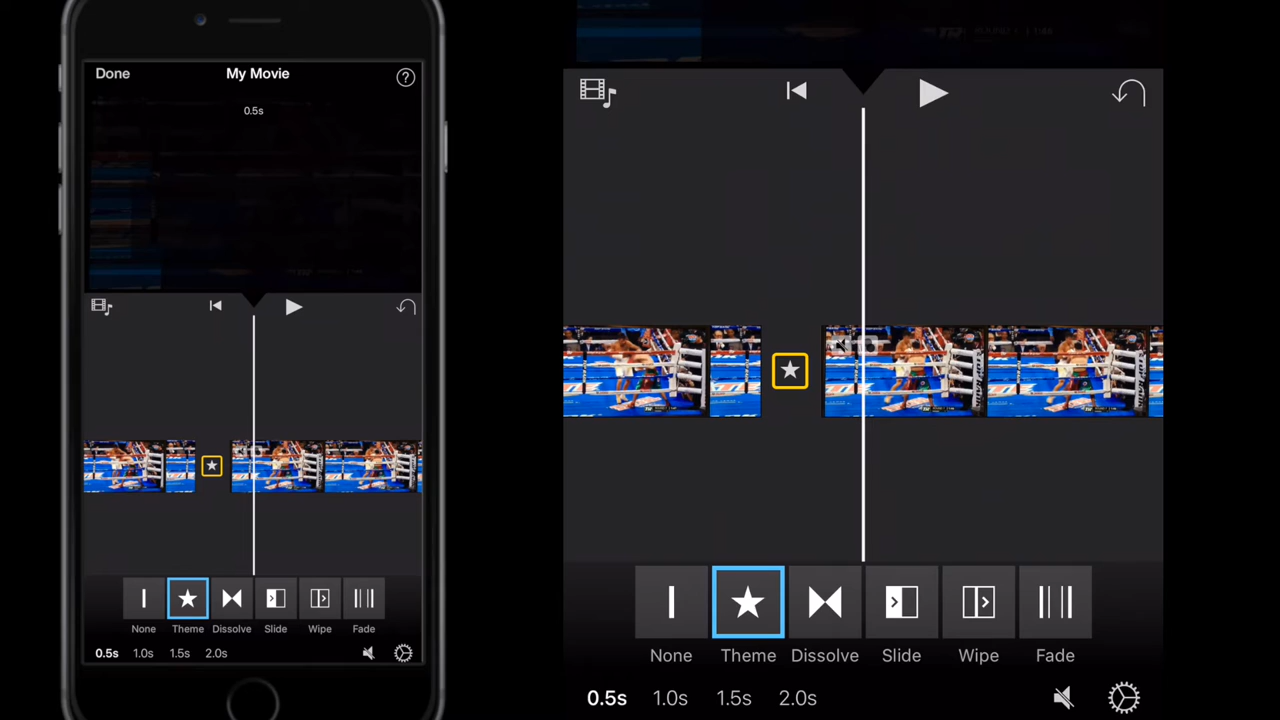 Done My Movie ?
0.5s
None Theme Dissolve Slide Wipe Fade
0.5s 1.0s 1.5s 2.0s
None Theme Dissolve Slide Wipe Fade
0.5s 1.0s 1.5s 2.0s